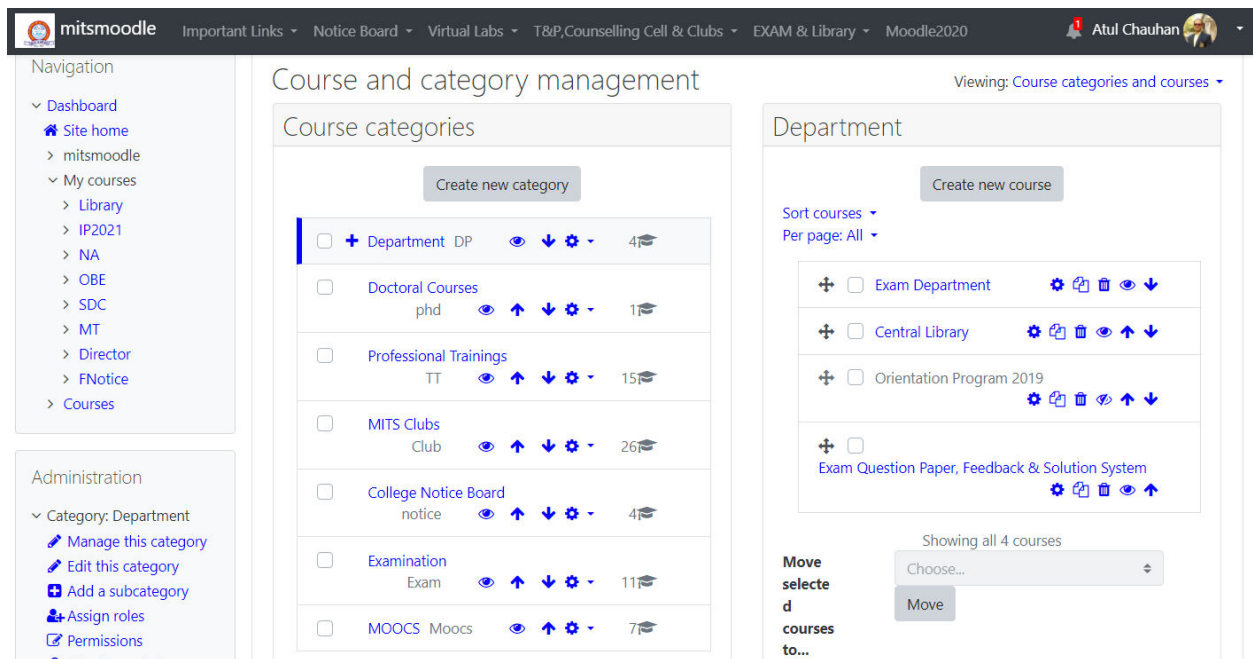 mitsmoodle Important Links Notice Board Virtual Labs T&P,Counselling Cell & Clubs EXAM & Library Moodle2020 1 Atul Chauhan
Navigation
Dashboard
Site home
mitsmoodle
My courses
Library
IP2021
NA
OBE
SDC
MT
Director
FNotice
Courses
Administration
Category: Department
Manage this category
Edit this category
Add a subcategory
Assign roles
Permissions
Course and category management
Viewing: Course categories and courses
Course categories
Create new category
Department DP 4
Doctoral Courses
phd 1
Professional Trainings
TT 15
MITS Clubs
Club 26
College Notice Board
notice 4
Examination
Exam 11
MOOCS Moocs 7
Department
Create new course
Sort courses
Per page: All
Exam Department
Central Library
Orientation Program 2019
Exam Question Paper, Feedback & Solution System
Showing all 4 courses
Move
selecte
d
courses
to...
Choose...
Move